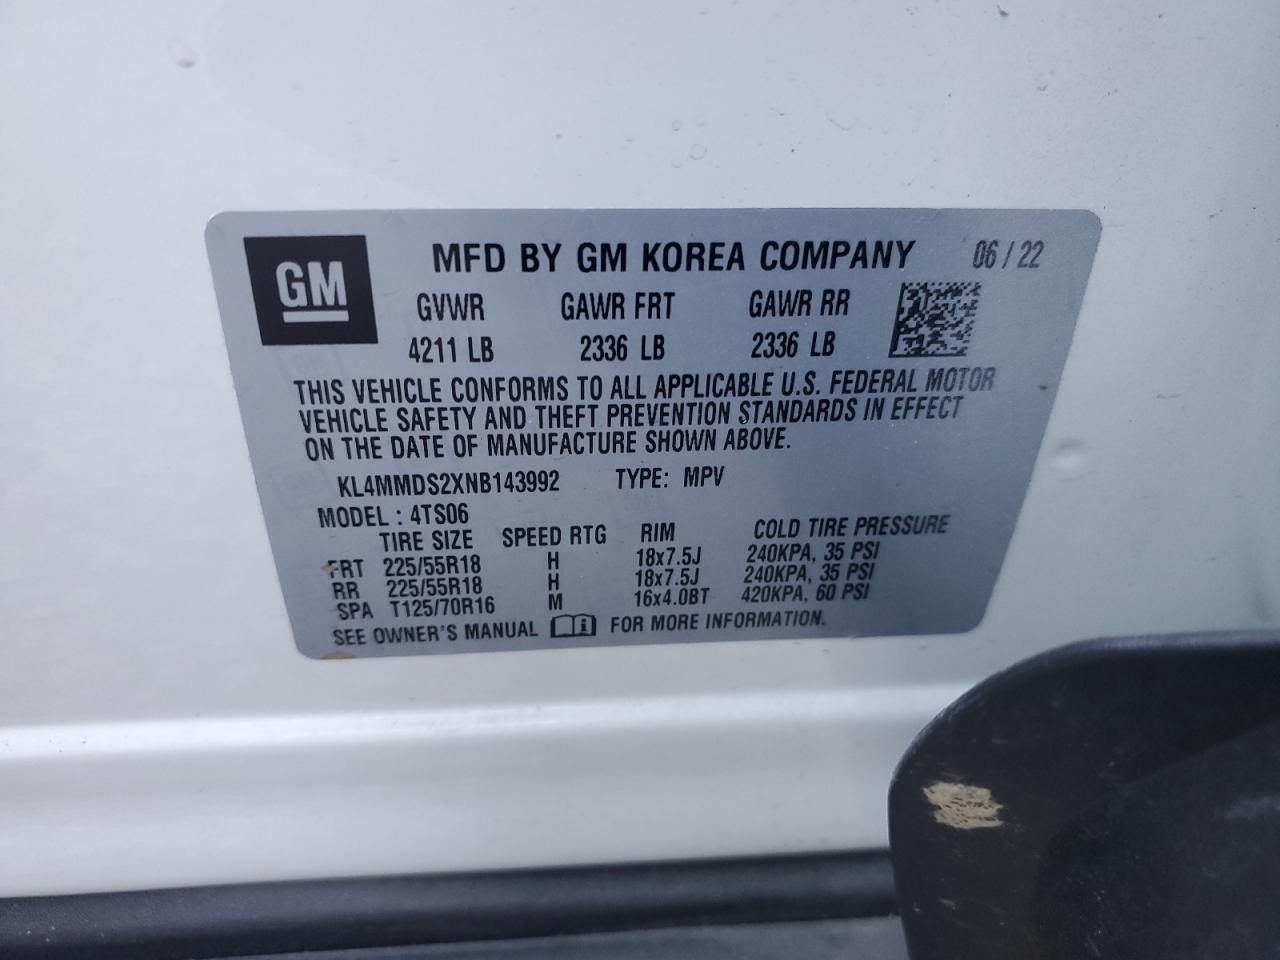 GM
MFD BY GM KOREA COMPANY 06/22
GVWR GAWR FRT GAWR RR
4211 LB 2336 LB 2336 LB
THIS VEHICLE CONFORMS TO ALL APPLICABLE U.S. FEDERAL MOTOR
VEHICLE SAFETY AND THEFT PREVENTION STANDARDS IN EFFECT
ON THE DATE OF MANUFACTURE SHOWN ABOVE.
KL4MMDS2XNB143992 TYPE: MPV
MODEL : 4TS06
TIRE SIZE SPEED RTG RIM COLD TIRE PRESSURE
FRT 225/55R18 H 18x7.5J 240KPA, 35 PSI
RR 225/55R18 H 18x7.5J 240KPA, 35 PSI
SPA T125/70R16 M 16x4.0BT 420KPA, 60 PSI
SEE OWNER'S MANUAL i FOR MORE INFORMATION.